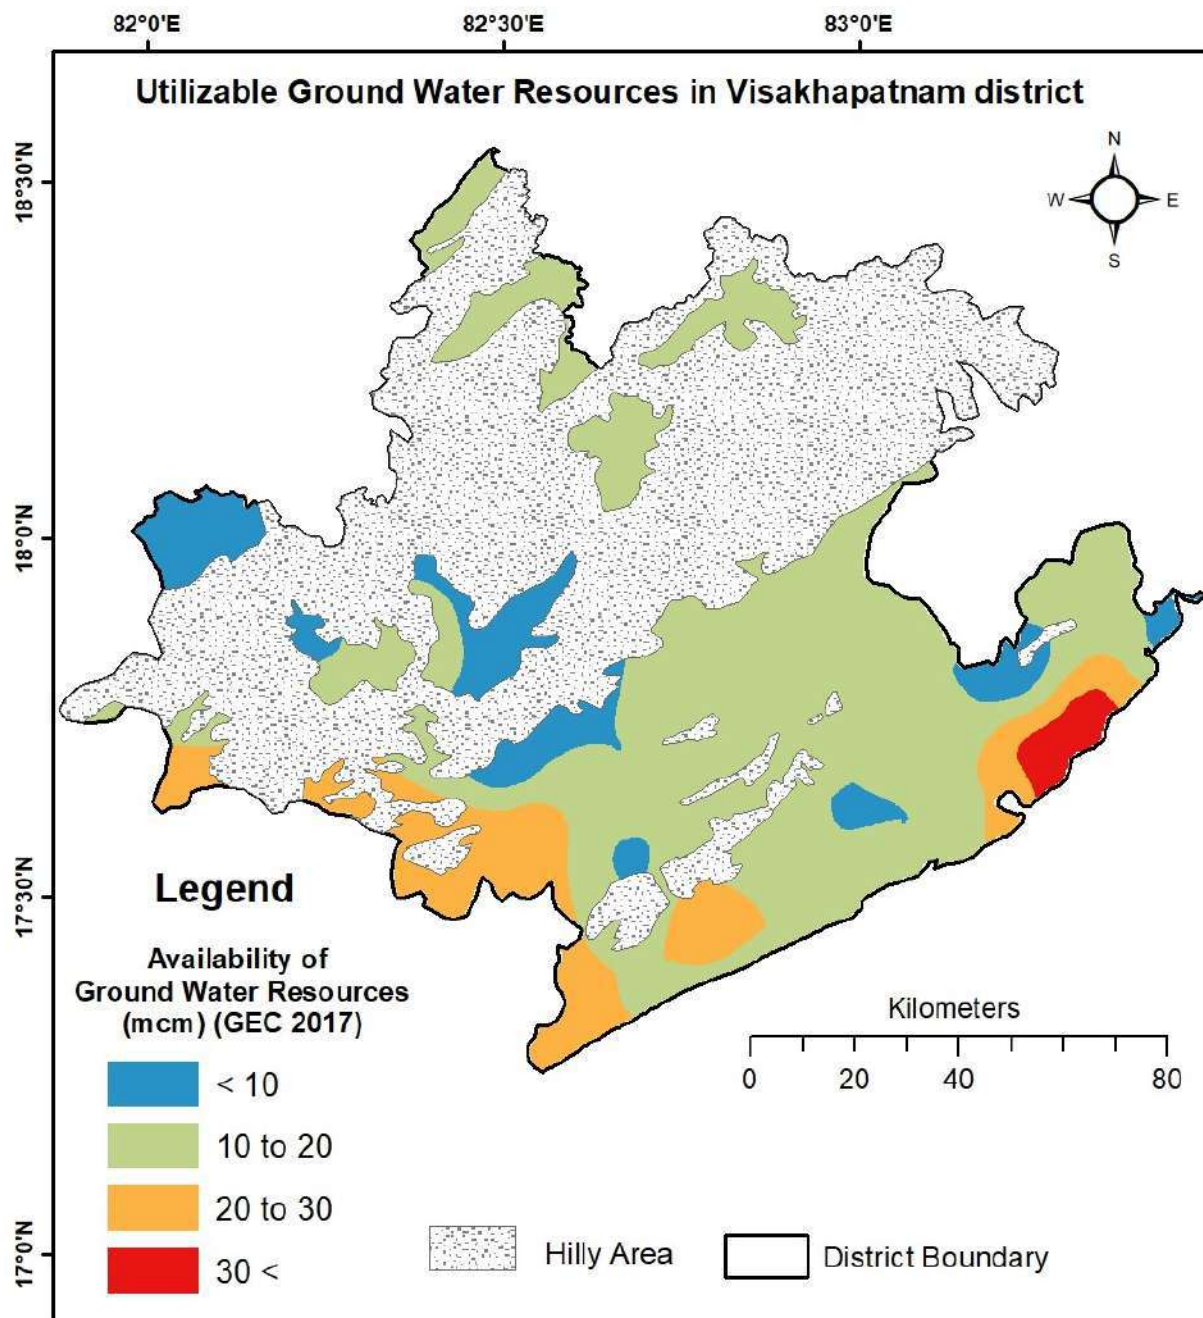 82°0'E 82°30'E 83°0'E
Utilizable Ground Water Resources in Visakhapatnam district
18°30'N
N
W E
S
18°0'N
17°30'N
Legend
Availability of
Ground Water Resources
(mcm) (GEC 2017)
Kilometers
0 20 40 80
< 10
10 to 20
20 to 30
30 <
17°0'N
Hilly Area
District Boundary